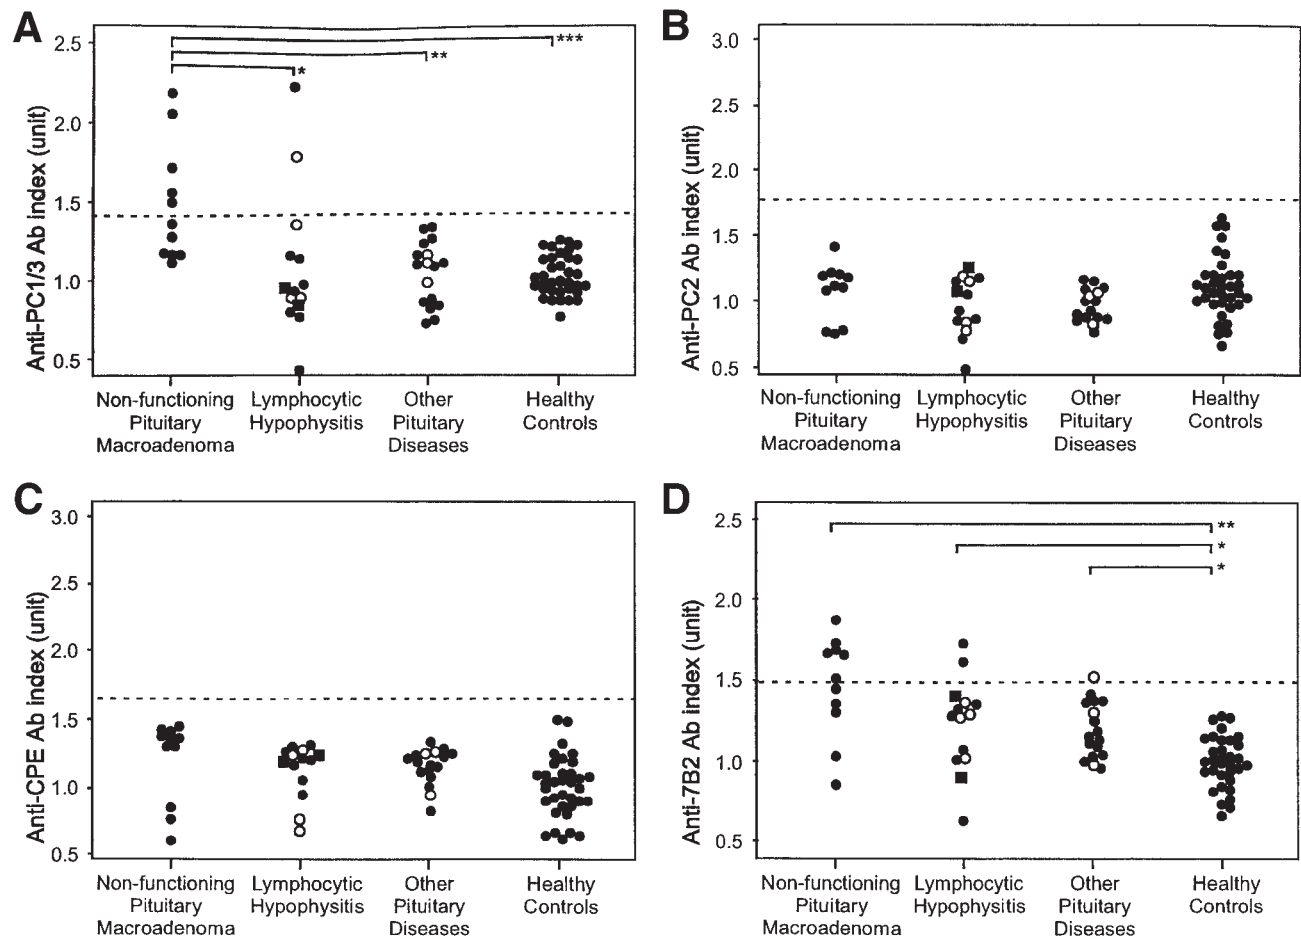 A
Anti-PC1/3 Ab index (unit)
2.5
2.0
1.5
1.0
0.5
***
**
*
Non-functioning Pituitary Macroadenoma
Lymphocytic Hypophysitis
Other Pituitary Diseases
Healthy Controls
B
Anti-PC2 Ab index (unit)
3.0
2.5
2.0
1.5
1.0
0.5
Non-functioning Pituitary Macroadenoma
Lymphocytic Hypophysitis
Other Pituitary Diseases
Healthy Controls
C
Anti-CPE Ab index (unit)
3.0
2.5
2.0
1.5
1.0
0.5
Non-functioning Pituitary Macroadenoma
Lymphocytic Hypophysitis
Other Pituitary Diseases
Healthy Controls
D
Anti-7B2 Ab index (unit)
2.5
2.0
1.5
1.0
0.5
**
*
*
Non-functioning Pituitary Macroadenoma
Lymphocytic Hypophysitis
Other Pituitary Diseases
Healthy Controls